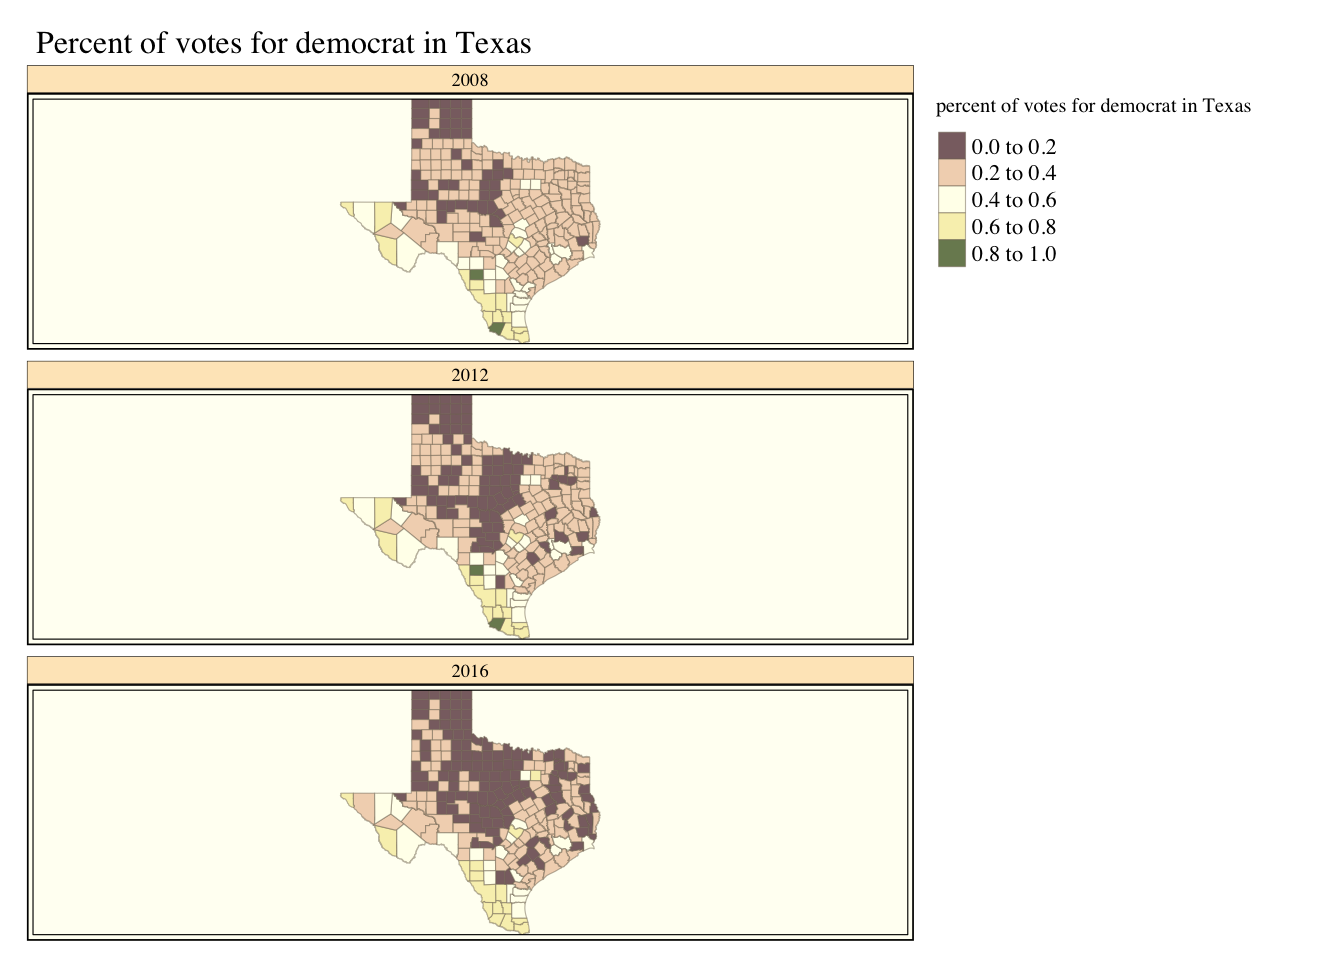 Percent of votes for democrat in Texas
2008
percent of votes for democrat in Texas
0.0 to 0.2
0.2 to 0.4
0.4 to 0.6
0.6 to 0.8
0.8 to 1.0
2012
2016